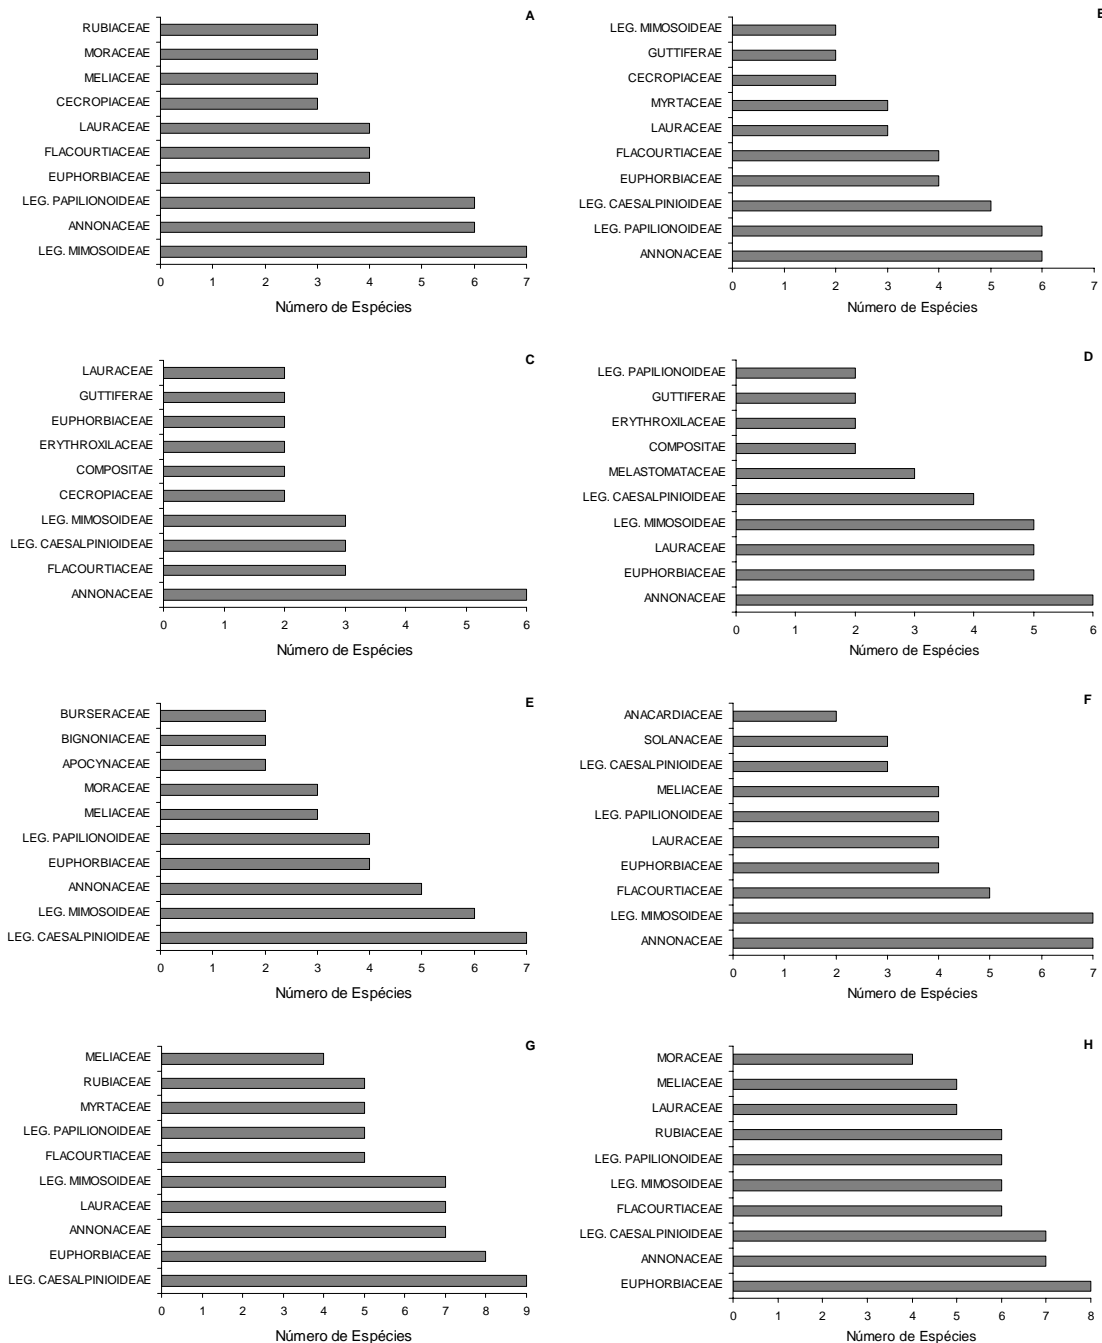 A
RUBIACEAE
MORACEAE
MELIACEAE
CECROPIACEAE
LAURACEAE
FLACOURTIACEAE
EUPHORBIACEAE
LEG. PAPILIONOIDEAE
ANNONACEAE
LEG. MIMOSOIDEAE
0 1 2 3 4 5 6 7
Número de Espécies
LEG. MIMOSOIDEAE
GUTTIFERAE
CECROPIACEAE
MYRTACEAE
LAURACEAE
FLACOURTIACEAE
EUPHORBIACEAE
LEG. CAESALPINIOIDEAE
LEG. PAPILIONOIDEAE
ANNONACEAE
0 1 2 3 4 5 6 7
Número de Espécies
C
LAURACEAE
GUTTIFERAE
EUPHORBIACEAE
ERYTHROXILACEAE
COMPOSITAE
CECROPIACEAE
LEG. MIMOSOIDEAE
LEG. CAESALPINIOIDEAE
FLACOURTIACEAE
ANNONACEAE
0 1 2 3 4 5 6
Número de Espécies
D
LEG. PAPILIONOIDEAE
GUTTIFERAE
ERYTHROXILACEAE
COMPOSITAE
MELASTOMATACEAE
LEG. CAESALPINIOIDEAE
LEG. MIMOSOIDEAE
LAURACEAE
EUPHORBIACEAE
ANNONACEAE
0 1 2 3 4 5 6
Número de Espécies
E
BURSERACEAE
BIGNONIACEAE
APOCYNACEAE
MORACEAE
MELIACEAE
LEG. PAPILIONOIDEAE
EUPHORBIACEAE
ANNONACEAE
LEG. MIMOSOIDEAE
LEG. CAESALPINIOIDEAE
0 1 2 3 4 5 6 7
Número de Espécies
F
ANACARDIACEAE
SOLANACEAE
LEG. CAESALPINIOIDEAE
MELIACEAE
LEG. PAPILIONOIDEAE
LAURACEAE
EUPHORBIACEAE
FLACOURTIACEAE
LEG. MIMOSOIDEAE
ANNONACEAE
0 1 2 3 4 5 6 7
Número de Espécies
G
MELIACEAE
RUBIACEAE
MYRTACEAE
LEG. PAPILIONOIDEAE
FLACOURTIACEAE
LEG. MIMOSOIDEAE
LAURACEAE
ANNONACEAE
EUPHORBIACEAE
LEG. CAESALPINIOIDEAE
0 1 2 3 4 5 6 7 8 9
Número de Espécies
H
MORACEAE
MELIACEAE
LAURACEAE
RUBIACEAE
LEG. PAPILIONOIDEAE
LEG. MIMOSOIDEAE
FLACOURTIACEAE
LEG. CAESALPINIOIDEAE
ANNONACEAE
EUPHORBIACEAE
0 1 2 3 4 5 6 7 8
Número de Espécies